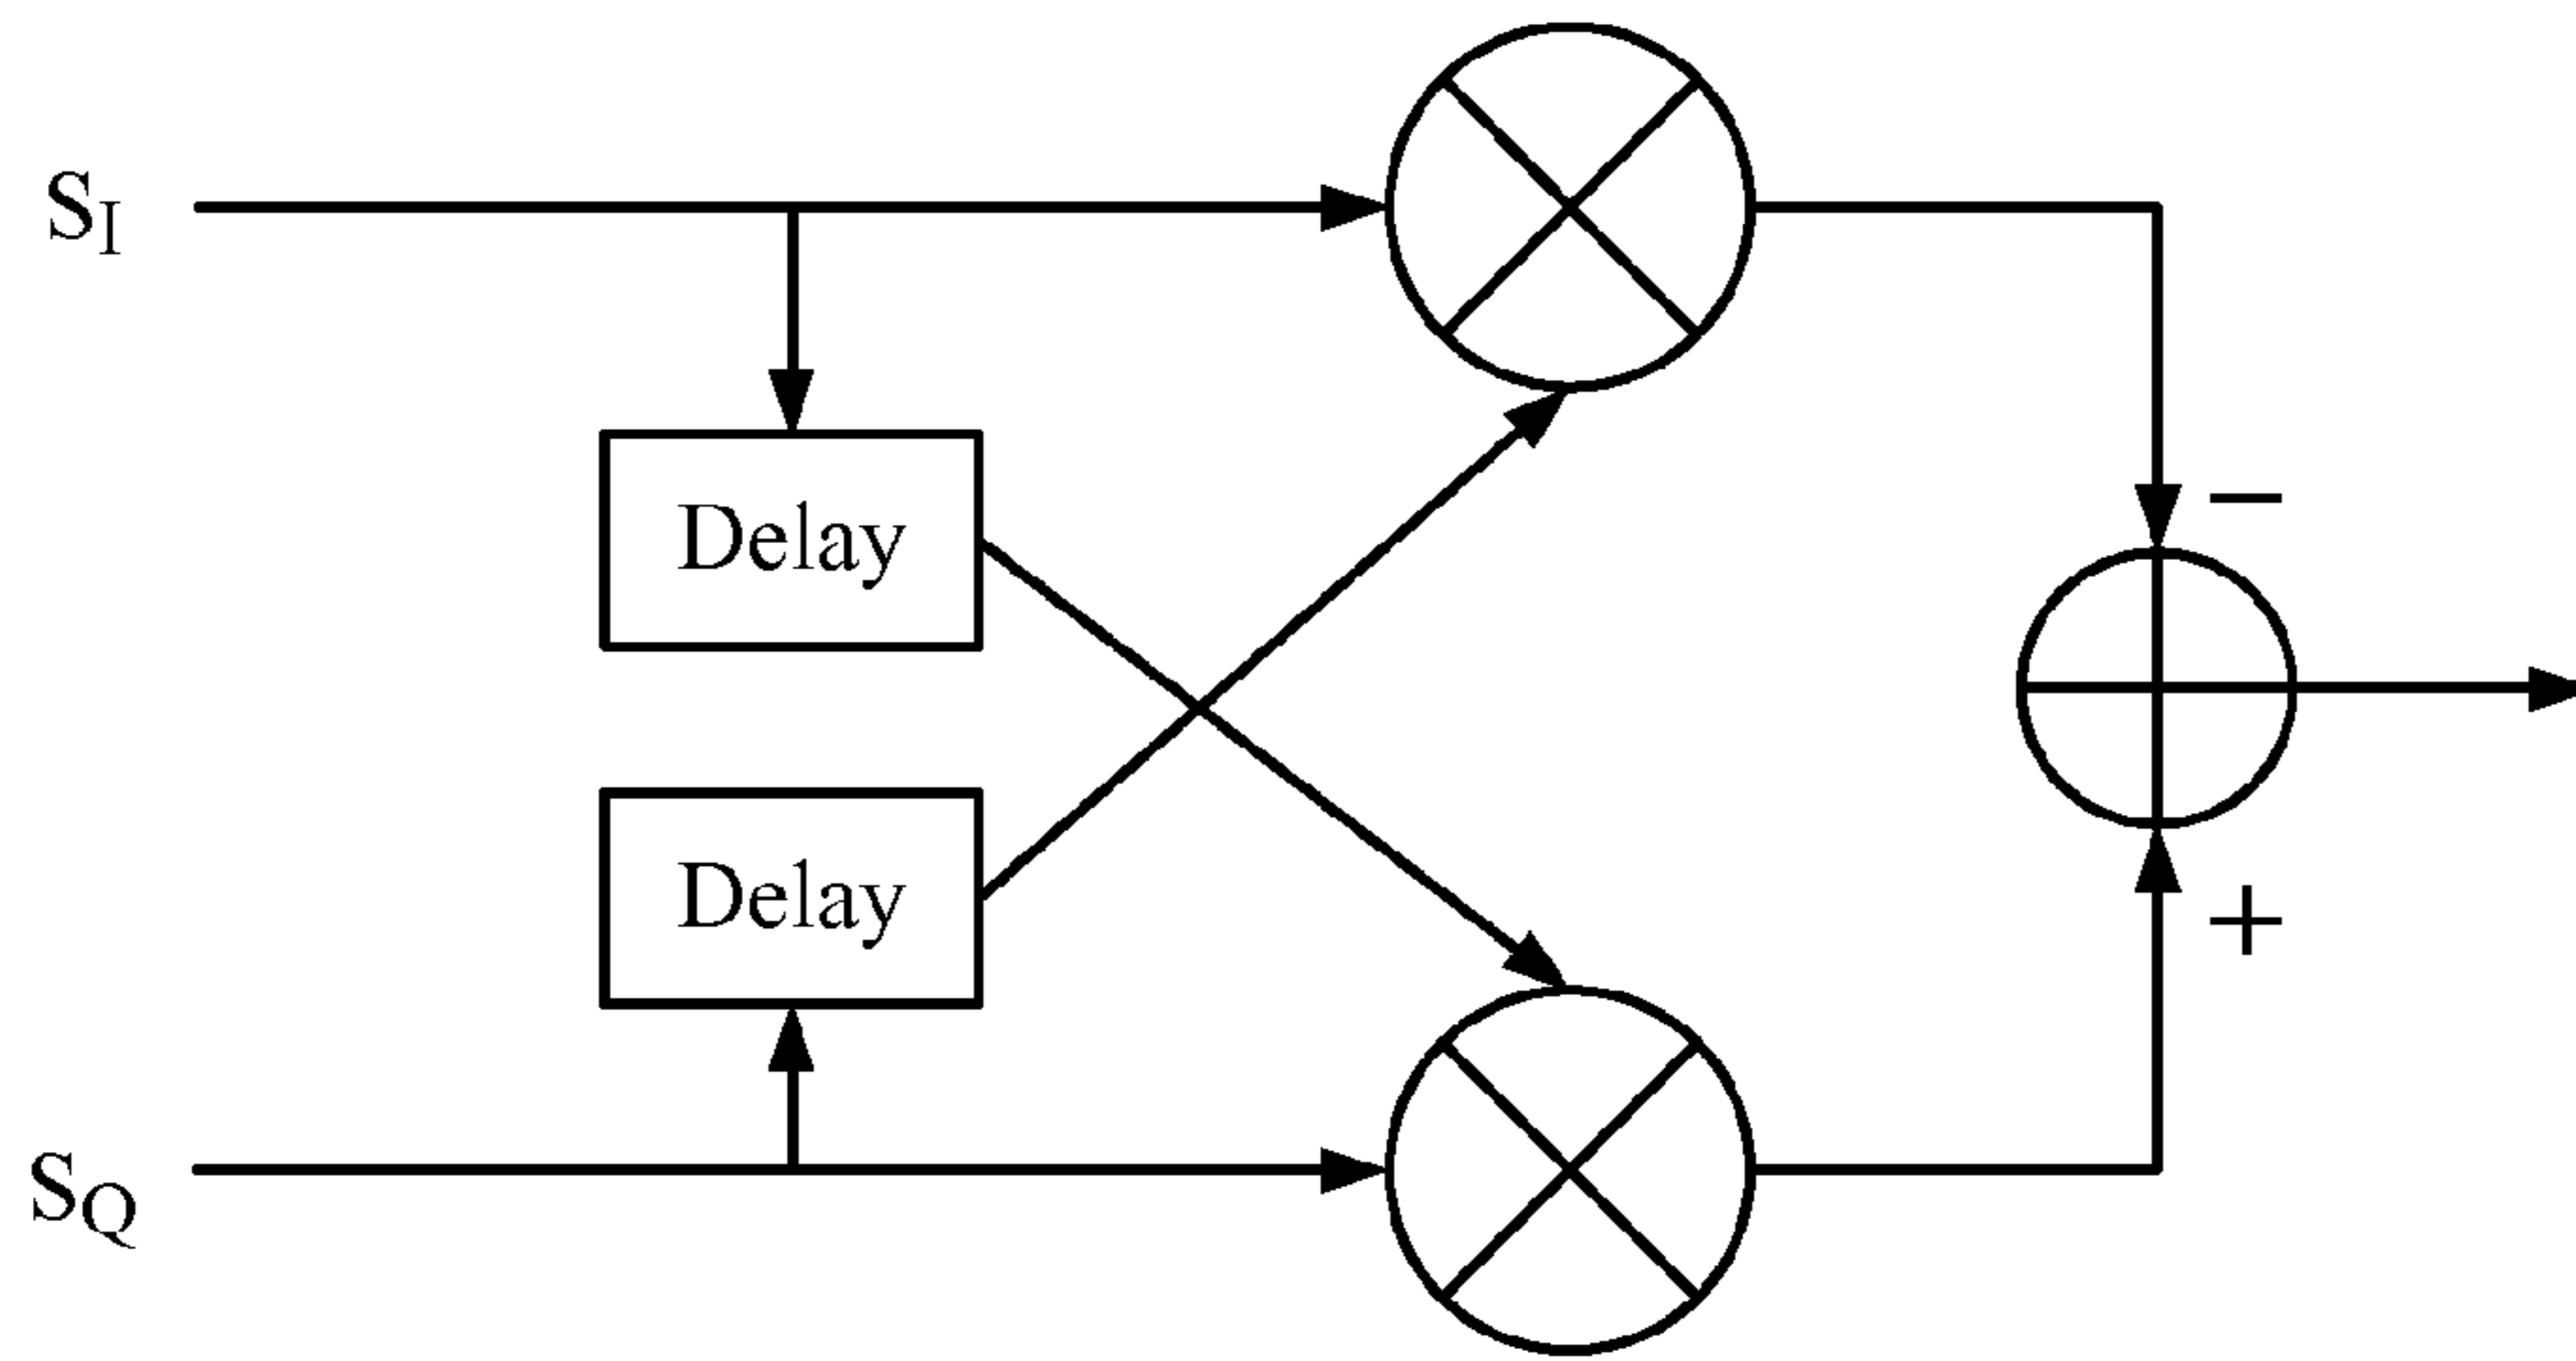 S_I
Delay
−
Delay
+
S_Q